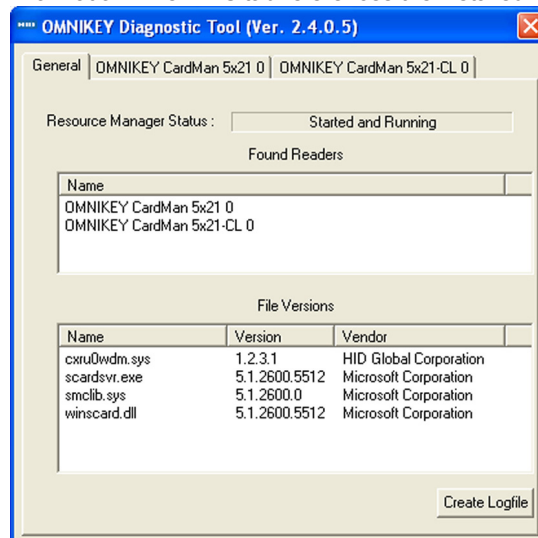 OMNIKEY Diagnostic Tool (Ver. 2.4.0.5)
General OMNIKEY CardMan 5x21 0 OMNIKEY CardMan 5x21-CL 0
Resource Manager Status : Started and Running
Found Readers
Name
OMNIKEY CardMan 5x21 0
OMNIKEY CardMan 5x21-CL 0
File Versions
Name Version Vendor
cxru0wdm.sys 1.2.3.1 HID Global Corporation
scardsvr.exe 5.1.2600.5512 Microsoft Corporation
smclib.sys 5.1.2600.0 Microsoft Corporation
winscard.dll 5.1.2600.5512 Microsoft Corporation
Create Logfile